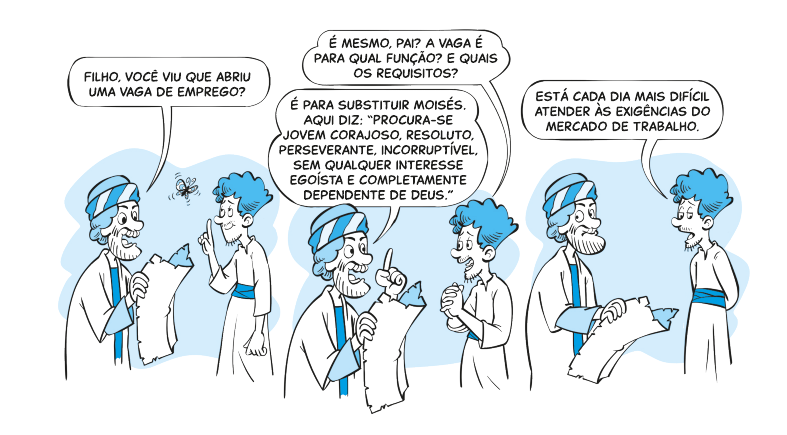 FILHO, VOCÊ VIU QUE ABRIU
UMA VAGA DE EMPREGO?
É MESMO, PAI? A VAGA É
PARA QUAL FUNÇÃO? E QUAIS
OS REQUISITOS?
É PARA SUBSTITUIR MOISÉS.
AQUI DIZ: “PROCURA-SE
JOVEM CORAJOSO, RESOLUTO,
PERSEVERANTE, INCORRUPTÍVEL,
SEM QUALQUER INTERESSE
EGOÍSTA E COMPLETAMENTE
DEPENDENTE DE DEUS.”
ESTÁ CADA DIA MAIS DIFÍCIL
ATENDER ÀS EXIGÊNCIAS DO
MERCADO DE TRABALHO.